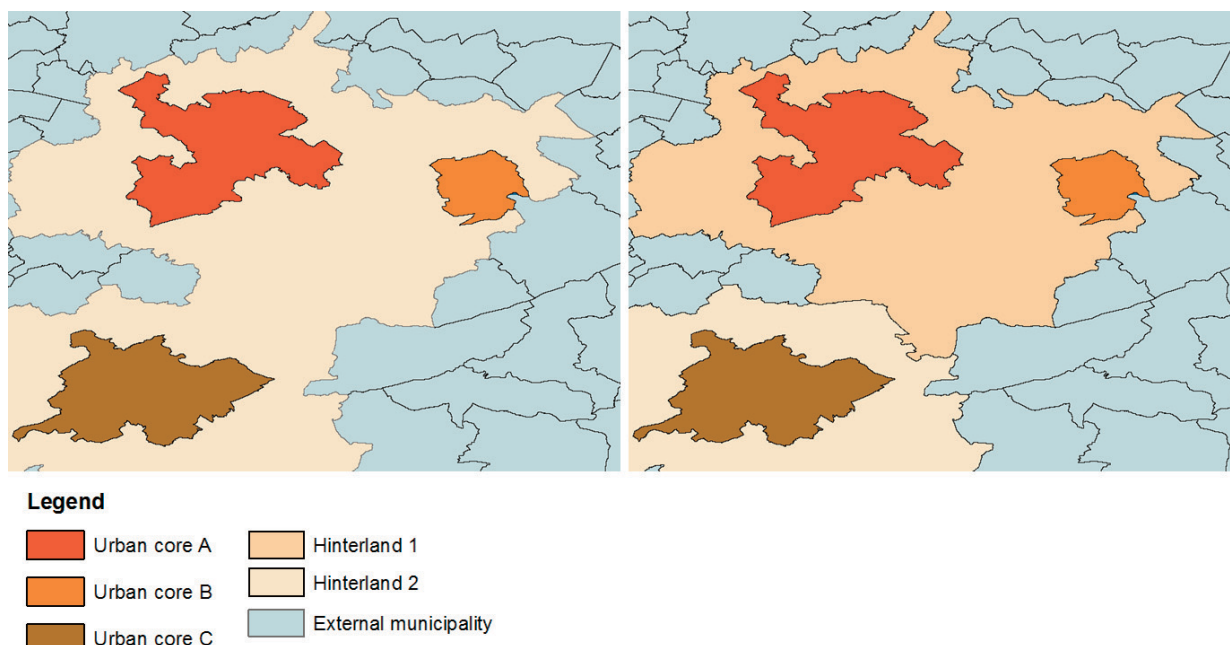 Legend
Urban core A
Urban core B
Urban core C
Hinterland 1
Hinterland 2
External municipality